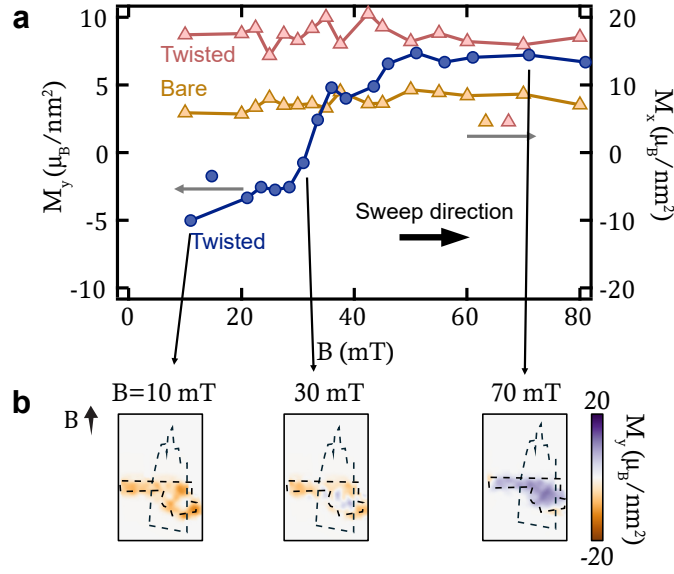 a
10
5
0
-5
-10
M_y (μ_B/nm²)
Twisted
Bare
Twisted
Sweep direction
20
10
0
-10
-20
M_x (μ_B/nm²)
0 20 40 60 80
B (mT)
b
B
B=10 mT 30 mT 70 mT
20
-20
M_y (μ_B/nm²)